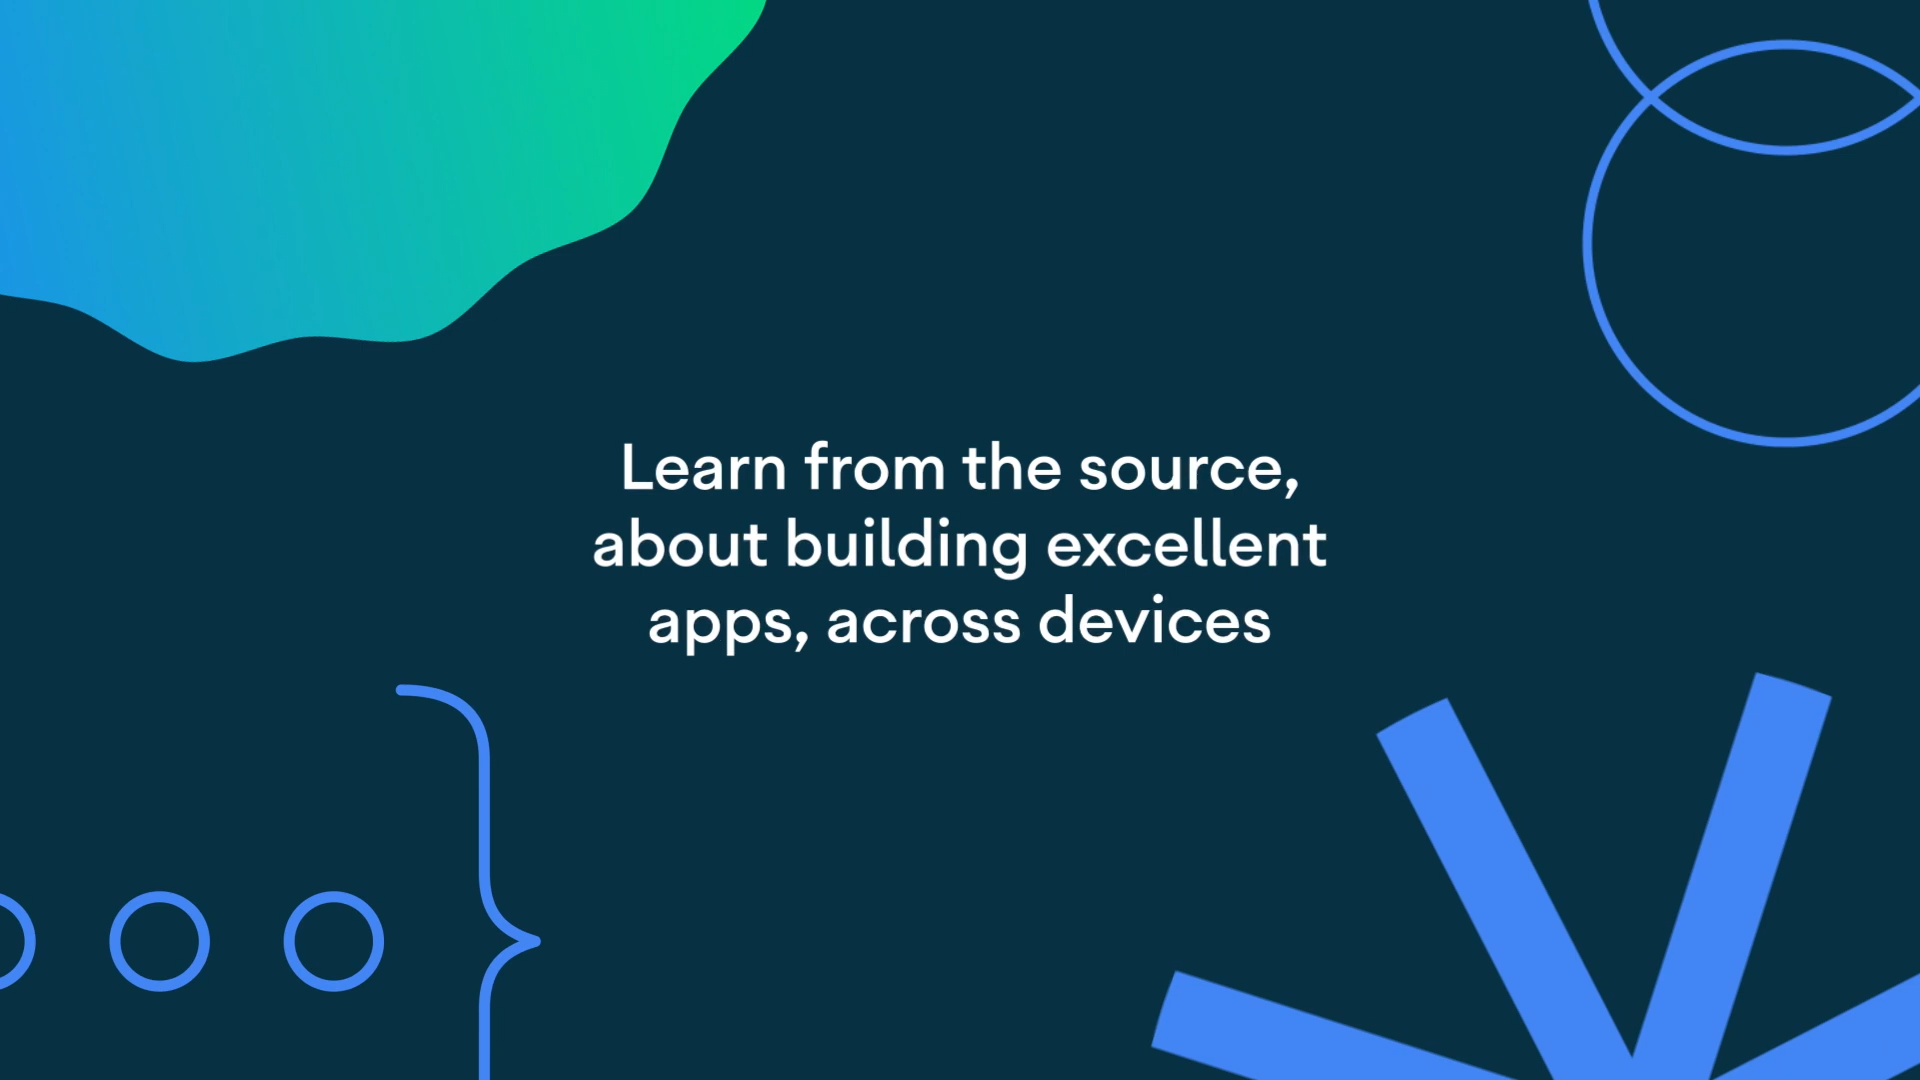 Learn from the source,
about building excellent
apps, across devices